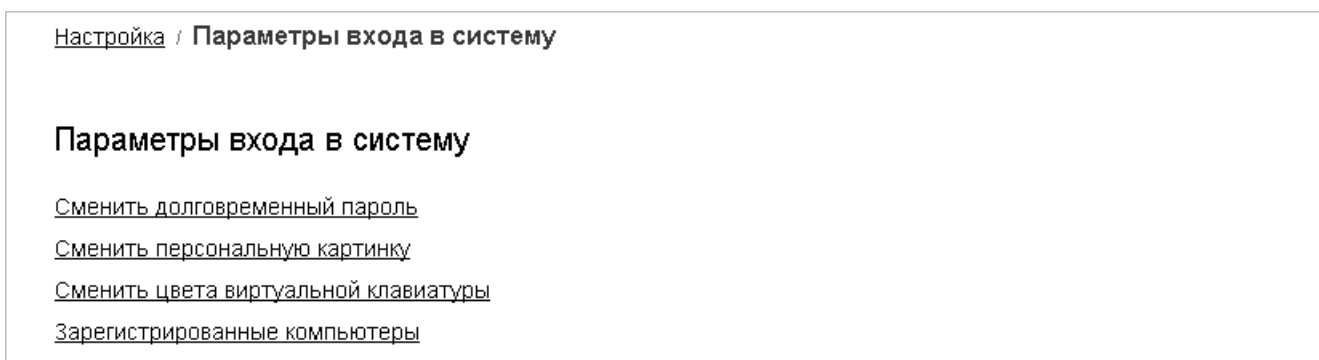 Настройка / Параметры входа в систему
Параметры входа в систему
Сменить долговременный пароль
Сменить персональную картинку
Сменить цвета виртуальной клавиатуры
Зарегистрированные компьютеры